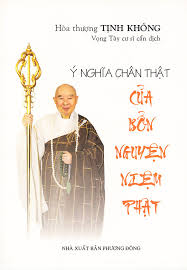 Hòa thượng TỊNH KHÔNG
Vọng Tây cư sĩ cẩn dịch
Ý NGHĨA CHÂN THẬT
CỦA
BỔN
NGUYỆN
NIỆM
PHẬT
NHÀ XUẤT BẢN PHƯƠNG ĐÔNG